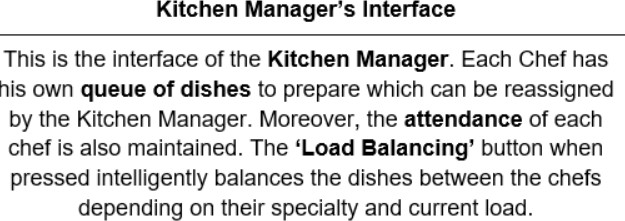 Kitchen Manager's Interface
This is the interface of the Kitchen Manager. Each Chef has
his own queue of dishes to prepare which can be reassigned
by the Kitchen Manager. Moreover, the attendance of each
chef is also maintained. The ‘Load Balancing’ button when
pressed intelligently balances the dishes between the chefs
depending on their specialty and current load.